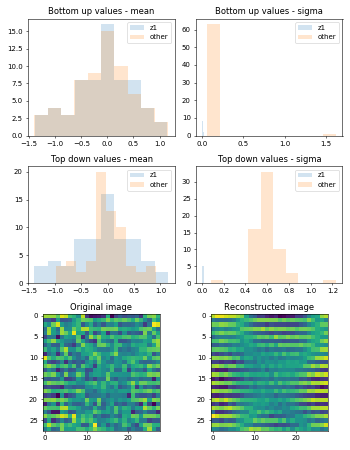 Bottom up values - mean
Bottom up values - sigma
z1
other
z1
other
15.0
12.5
10.0
7.5
5.0
2.5
0.0
60
50
40
30
20
10
0
−1.5 −1.0 −0.5 0.0 0.5 1.0
0.0 0.5 1.0 1.5
Top down values - mean
Top down values - sigma
z1
other
z1
other
20
15
10
5
0
30
25
20
15
10
5
0
−1.5 −1.0 −0.5 0.0 0.5 1.0
0.0 0.2 0.4 0.6 0.8 1.0 1.2
Original image
Reconstructed image
0
5
10
15
20
25
0
5
10
15
20
25
0 10 20
0 10 20